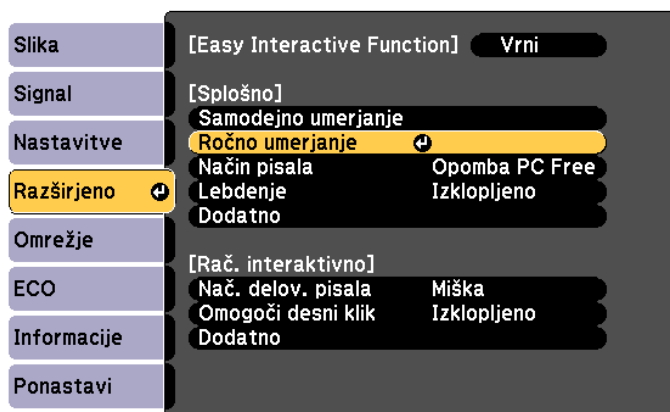 Slika
Signal
Nastavitve
Razširjeno
Omrežje
ECO
Informacije
Ponastavi
[Easy Interactive Function] Vrni
[Splošno]
Samodejno umerjanje
Ročno umerjanje
Način pisala Opomba PC Free
Lebdenje Izklopljeno
Dodatno
[Rač. interaktivno]
Nač. delov. pisala Miška
Omogoči desni klik Izklopljeno
Dodatno